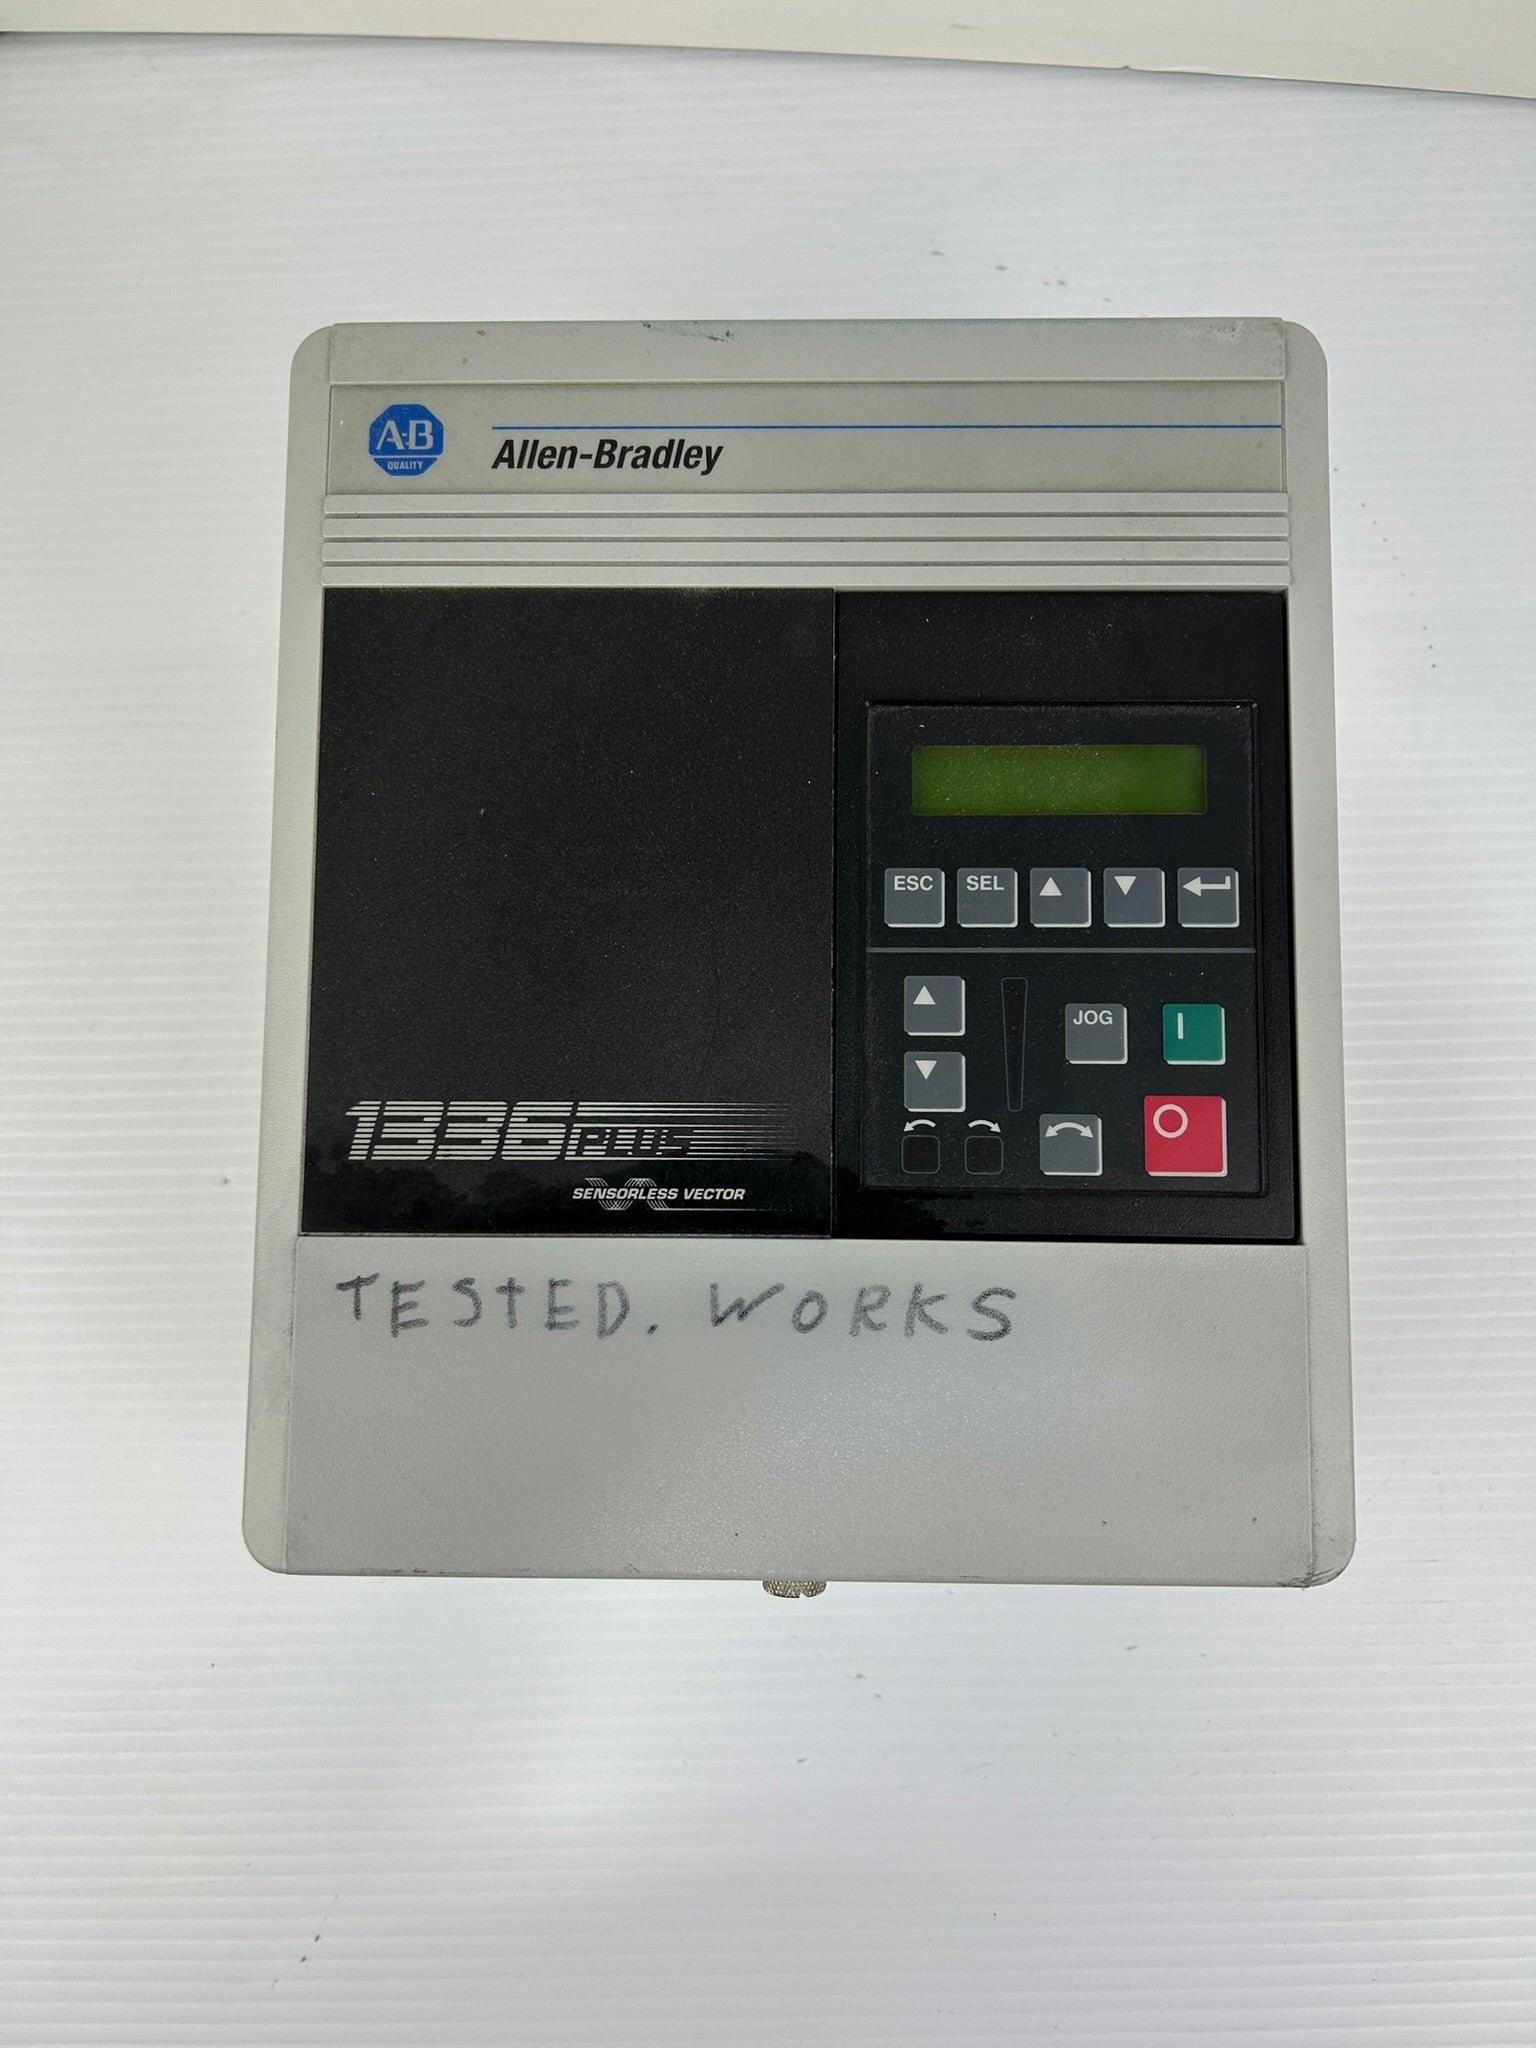 A-B
QUALITY
Allen-Bradley
ESC SEL
JOG
1336 PLUS
SENSORLESS VECTOR
TESTED. WORKS